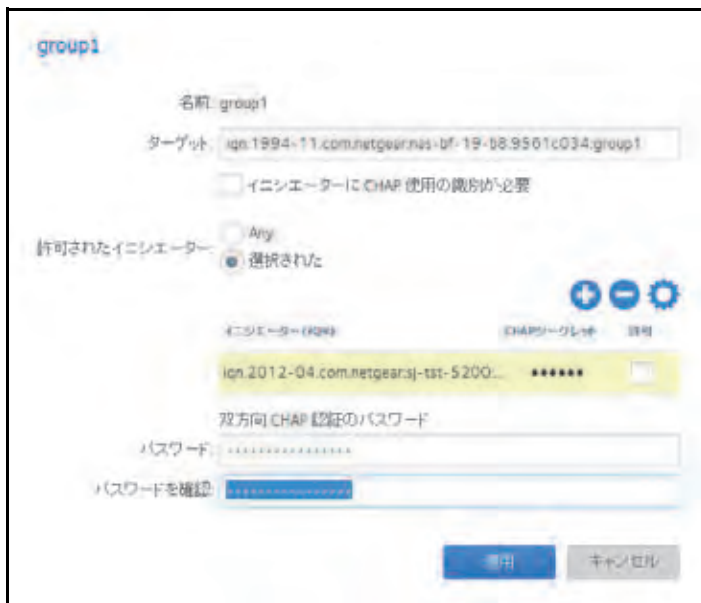 group1
名前: group1
ターゲット: iqn.1994-11.com.netgear:nas-bf-19-b8:9561c034:group1
イニシエーターに CHAP 使用の識別が必要
許可されたイニシエーター:
Any
選択された
イニシエーター (IQN) CHAPシークレット 許可
iqn.2012-04.com.netgear:sj-tst-5200:... ••••••
双方向 CHAP 認証のパスワード
パスワード: ••••••••••••••••
パスワードを確認: ••••••••••••••••
適用 キャンセル